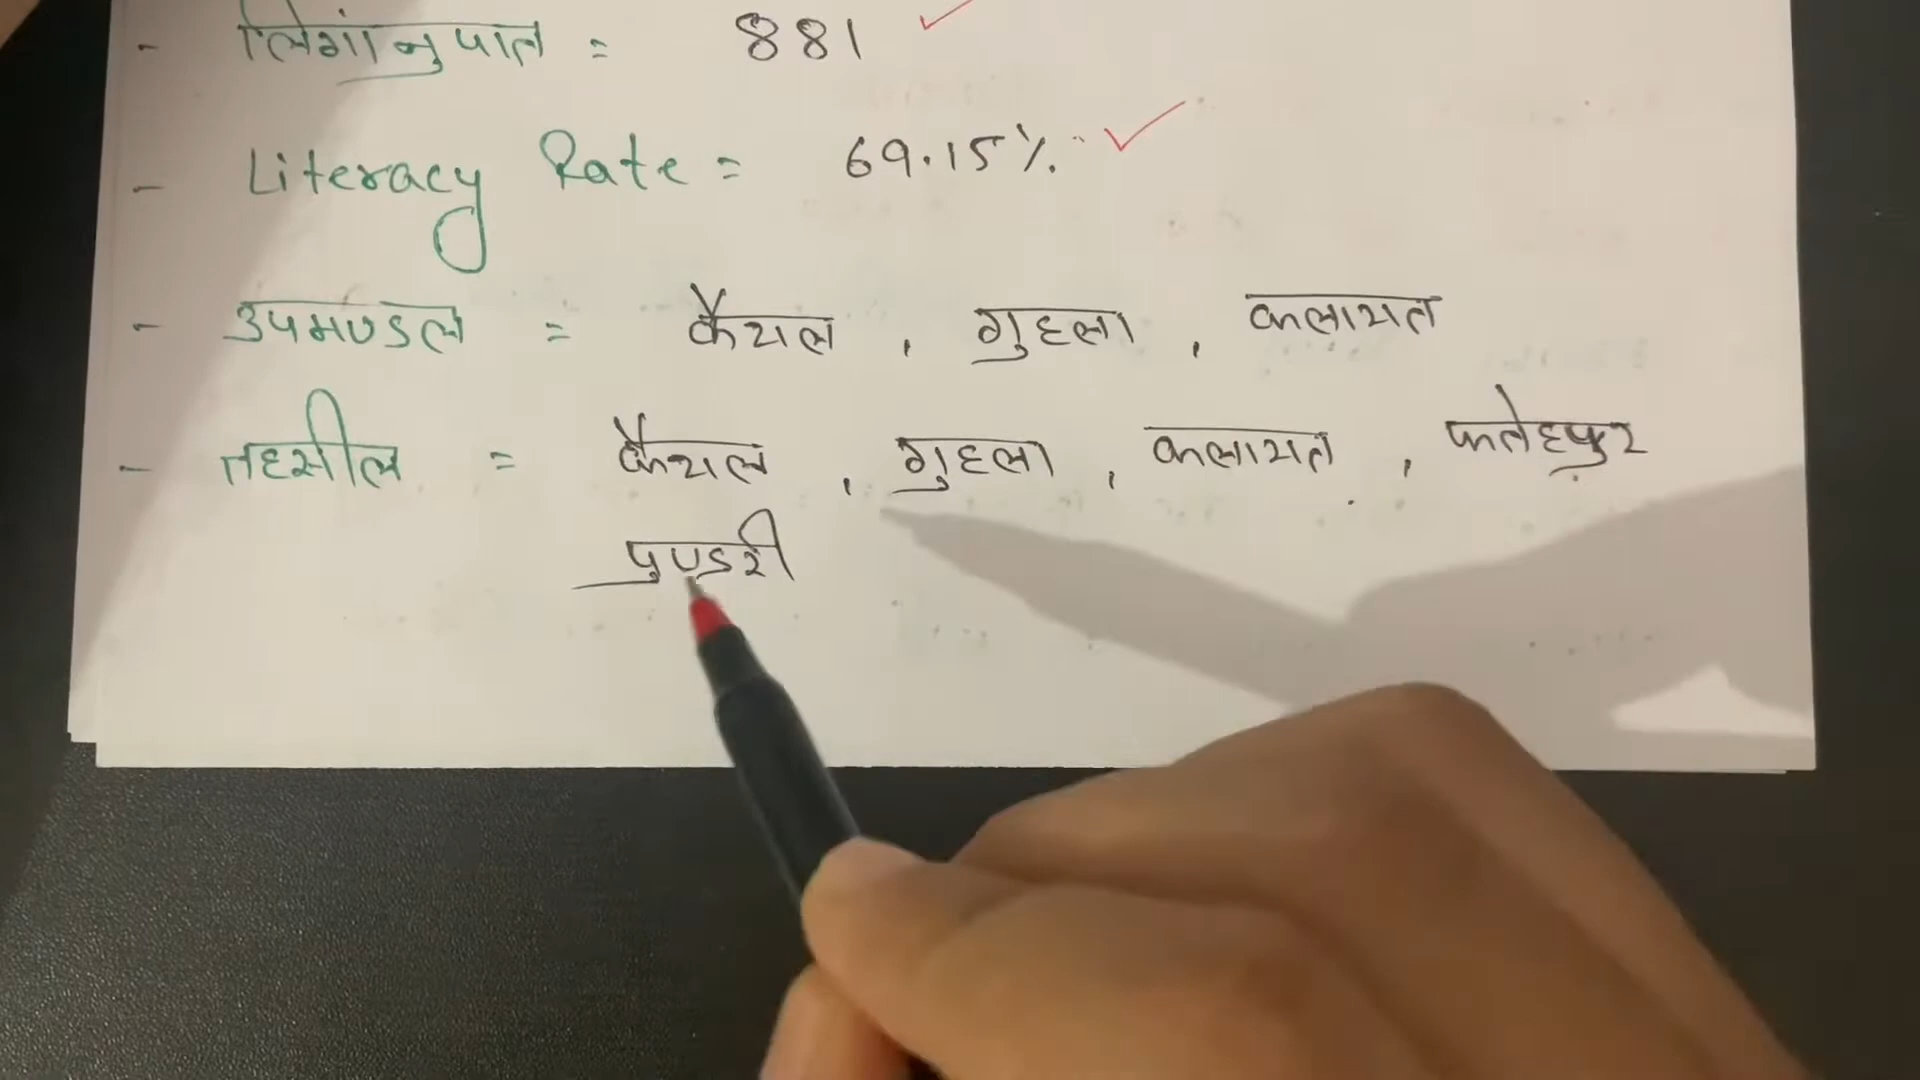 - लिंगानुपात = 881
- Literacy Rate = 69.15%
- उपमण्डल = कैथल , गुहला , कलायत
- तहसील = कैथल , गुहला , कलायत , फतेहपुर
पुण्डरी